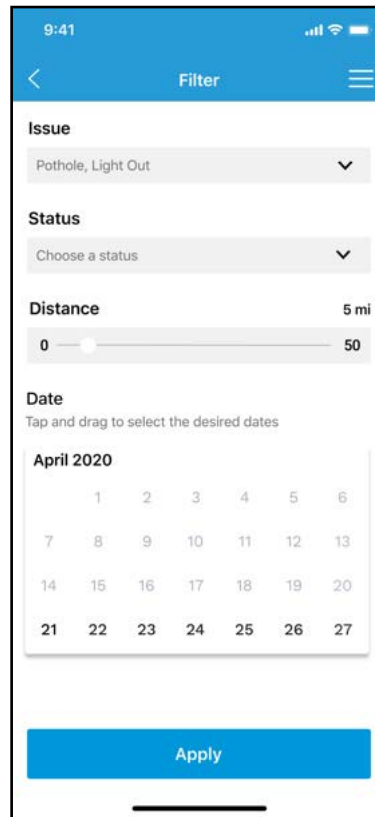 9:41
Filter
Issue
Pothole, Light Out
Status
Choose a status
Distance 5 mi
0 50
Date
Tap and drag to select the desired dates
April 2020
1 2 3 4 5 6
7 8 9 10 11 12 13
14 15 16 17 18 19 20
21 22 23 24 25 26 27
Apply